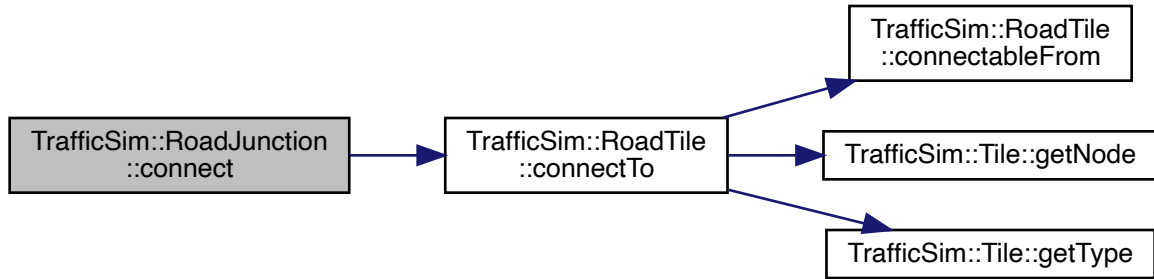 TrafficSim::RoadJunction
::connect
TrafficSim::RoadTile
::connectTo
TrafficSim::RoadTile
::connectableFrom
TrafficSim::Tile::getNode
TrafficSim::Tile::getType